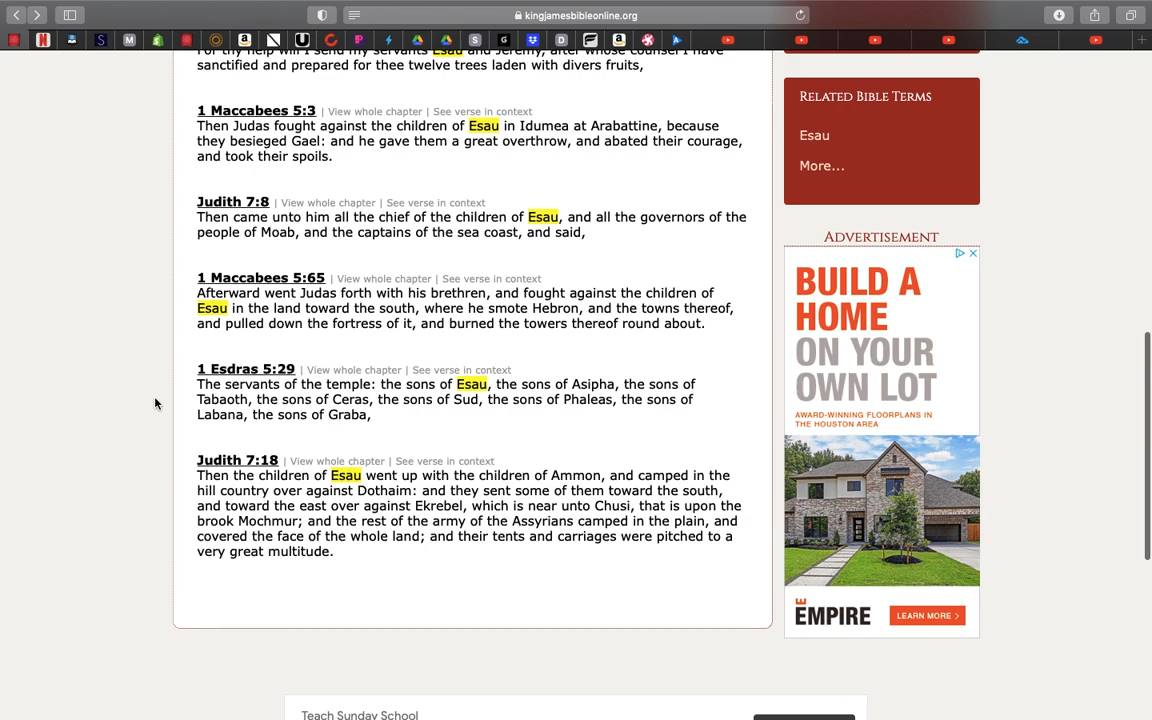 kingjamesbibleonline.org
For thy help will I send my servants Esau and Jeremy, after whose counsel I have
sanctified and prepared for thee twelve trees laden with divers fruits,
1 Maccabees 5:3 | View whole chapter | See verse in context
Then Judas fought against the children of Esau in Idumea at Arabattine, because
they besieged Gael: and he gave them a great overthrow, and abated their courage,
and took their spoils.
Judith 7:8 | View whole chapter | See verse in context
Then came unto him all the chief of the children of Esau, and all the governors of the
people of Moab, and the captains of the sea coast, and said,
1 Maccabees 5:65 | View whole chapter | See verse in context
Afterward went Judas forth with his brethren, and fought against the children of
Esau in the land toward the south, where he smote Hebron, and the towns thereof,
and pulled down the fortress of it, and burned the towers thereof round about.
1 Esdras 5:29 | View whole chapter | See verse in context
The servants of the temple: the sons of Esau, the sons of Asipha, the sons of
Tabaoth, the sons of Ceras, the sons of Sud, the sons of Phaleas, the sons of
Labana, the sons of Graba,
Judith 7:18 | View whole chapter | See verse in context
Then the children of Esau went up with the children of Ammon, and camped in the
hill country over against Dothaim: and they sent some of them toward the south,
and toward the east over against Ekrebel, which is near unto Chusi, that is upon the
brook Mochmur; and the rest of the army of the Assyrians camped in the plain, and
covered the face of the whole land; and their tents and carriages were pitched to a
very great multitude.
Related Bible Terms
Esau
More...
Advertisement
BUILD A
HOME
ON YOUR
OWN LOT
AWARD-WINNING FLOORPLANS IN
THE HOUSTON AREA
EMPIRE
LEARN MORE >
Teach Sunday School